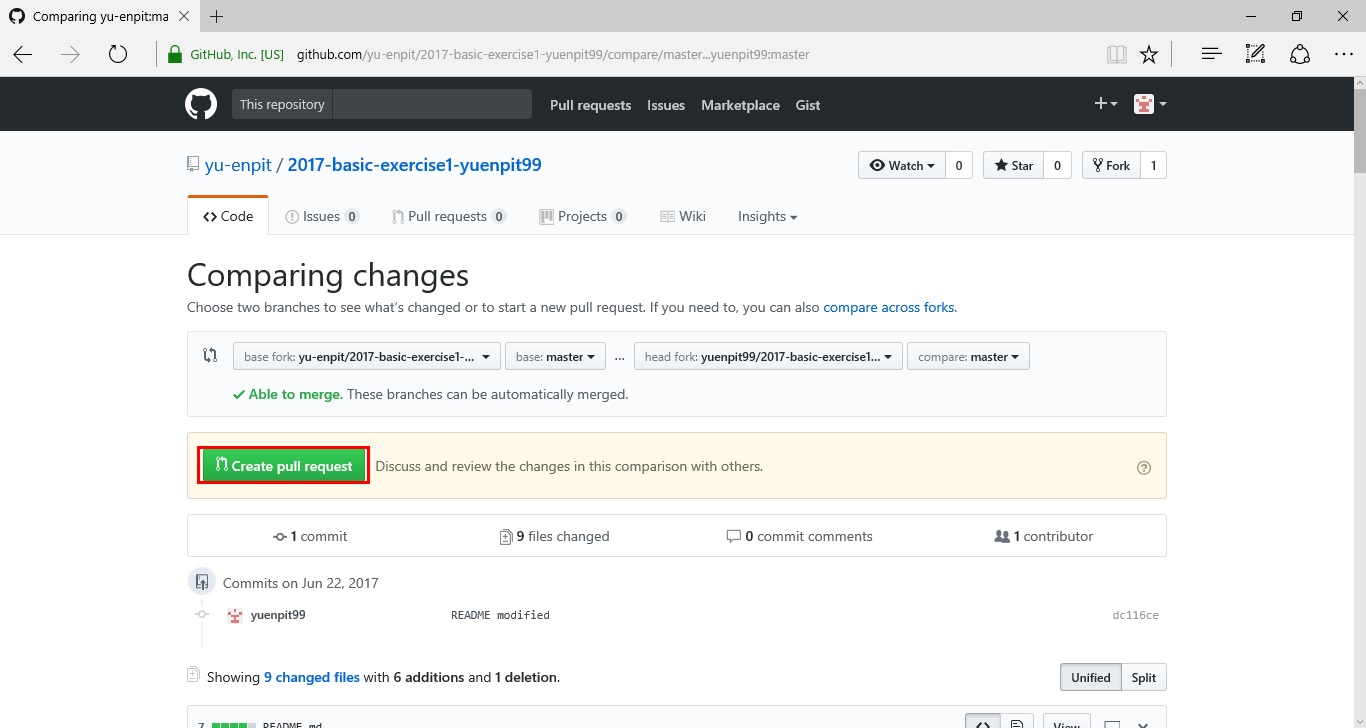 Comparing yu-enpit:ma
GitHub, Inc. [US] github.com/yu-enpit/2017-basic-exercise1-yuenpit99/compare/master...yuenpit99:master
This repository Pull requests Issues Marketplace Gist
yu-enpit / 2017-basic-exercise1-yuenpit99 Watch 0 Star 0 Fork 1
Code Issues 0 Pull requests 0 Projects 0 Wiki Insights
Comparing changes
Choose two branches to see what's changed or to start a new pull request. If you need to, you can also compare across forks.
base fork: yu-enpit/2017-basic-exercise1-... base: master ... head fork: yuenpit99/2017-basic-exercise1... compare: master
Able to merge. These branches can be automatically merged.
Create pull request Discuss and review the changes in this comparison with others.
1 commit 9 files changed 0 commit comments 1 contributor
Commits on Jun 22, 2017
yuenpit99 README modified dc116ce
Showing 9 changed files with 6 additions and 1 deletion. Unified Split
7 README.md View